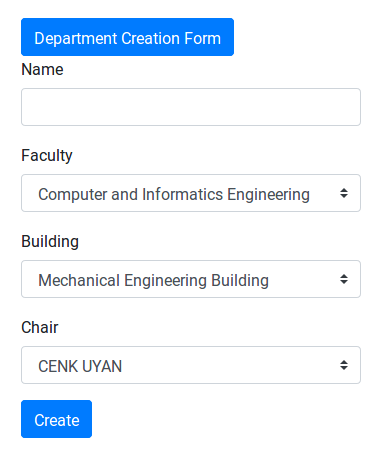 Department Creation Form
Name
Faculty
Computer and Informatics Engineering
Building
Mechanical Engineering Building
Chair
CENK UYAN
Create